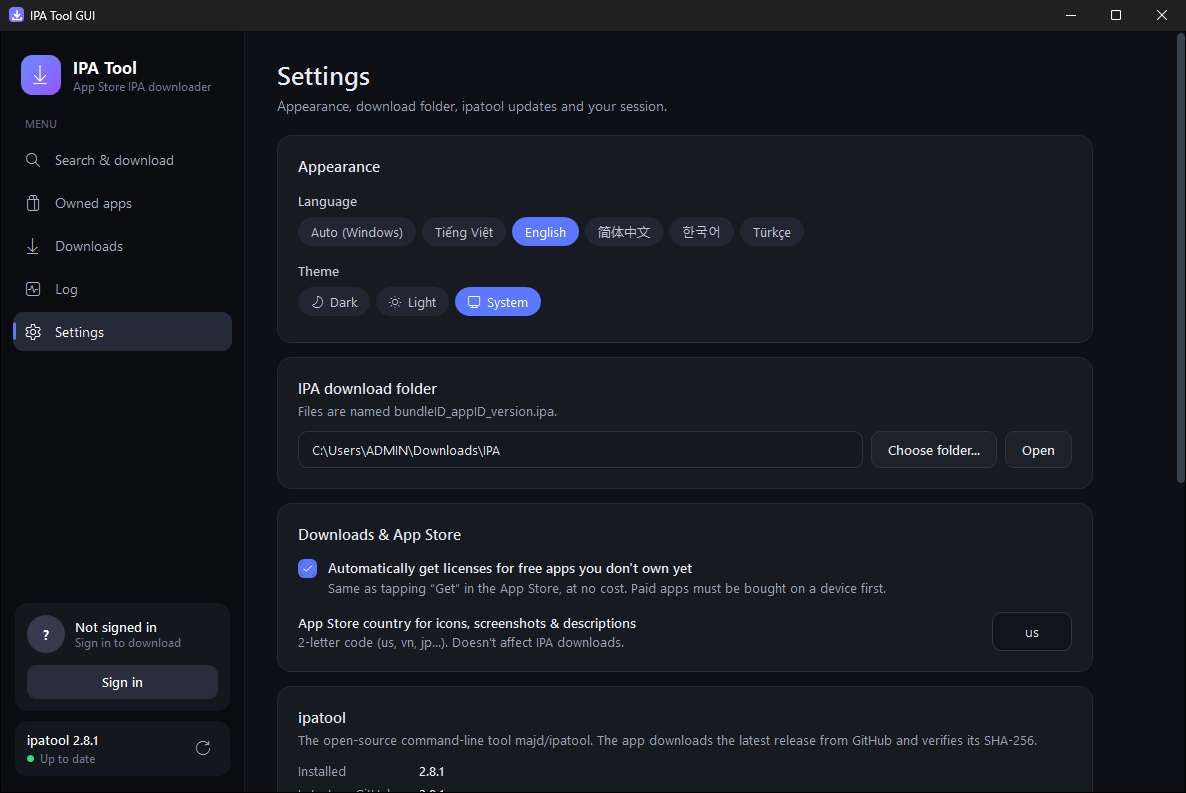 IPA Tool GUI
IPA Tool
App Store IPA downloader
MENU
Search & download
Owned apps
Downloads
Log
Settings
?
Not signed in
Sign in to download
Sign in
ipatool 2.8.1
Up to date
Settings
Appearance, download folder, ipatool updates and your session.
Appearance
Language
Auto (Windows) Tiếng Việt English 简体中文 한국어 Türkçe
Theme
Dark Light System
IPA download folder
Files are named bundleID_appID_version.ipa.
C:\Users\ADMIN\Downloads\IPA Choose folder... Open
Downloads & App Store
Automatically get licenses for free apps you don't own yet
Same as tapping “Get” in the App Store, at no cost. Paid apps must be bought on a device first.
App Store country for icons, screenshots & descriptions
2-letter code (us, vn, jp...). Doesn't affect IPA downloads.
us
ipatool
The open-source command-line tool majd/ipatool. The app downloads the latest release from GitHub and verifies its SHA-256.
Installed 2.8.1